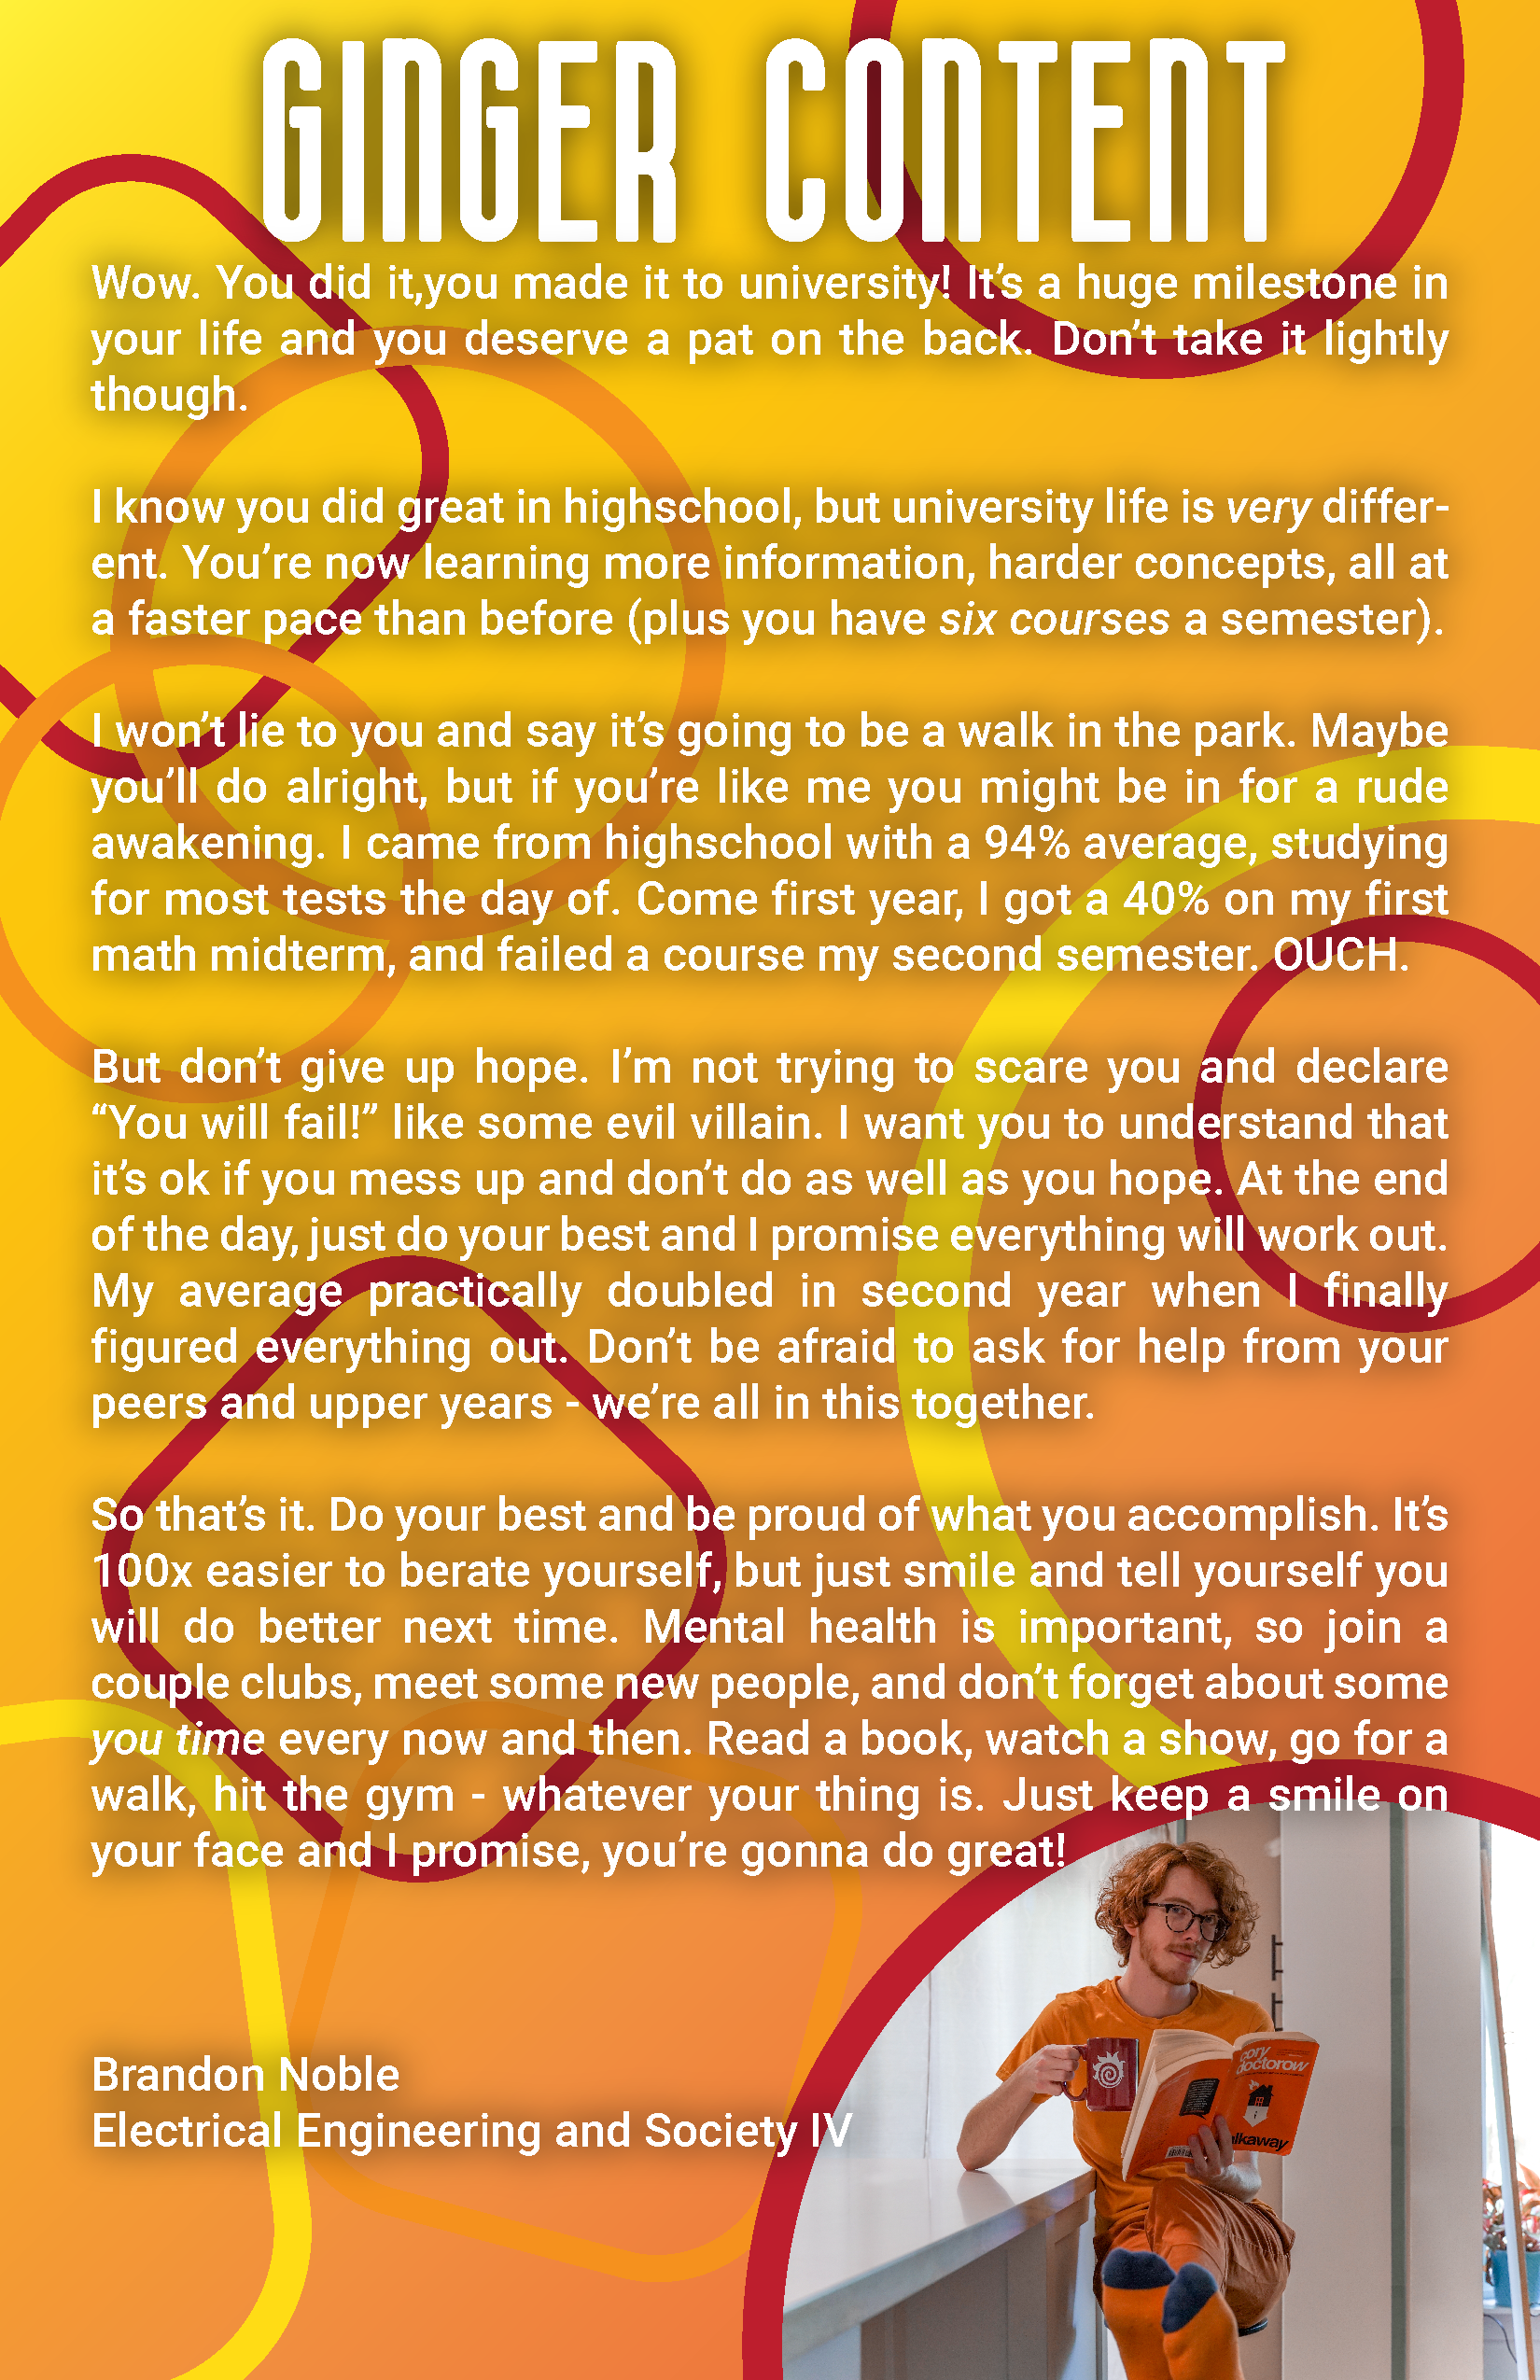 GINGER CONTENT
Wow. You did it,you made it to university! It’s a huge milestone in
your life and you deserve a pat on the back. Don’t take it lightly
though.
I know you did great in highschool, but university life is very differ-
ent. You’re now learning more information, harder concepts, all at
a faster pace than before (plus you have six courses a semester).
I won’t lie to you and say it’s going to be a walk in the park. Maybe
you’ll do alright, but if you’re like me you might be in for a rude
awakening. I came from highschool with a 94% average, studying
for most tests the day of. Come first year, I got a 40% on my first
math midterm, and failed a course my second semester. OUCH.
But don’t give up hope. I’m not trying to scare you and declare
“You will fail!” like some evil villain. I want you to understand that
it’s ok if you mess up and don’t do as well as you hope. At the end
of the day, just do your best and I promise everything will work out.
My average practically doubled in second year when I finally
figured everything out. Don’t be afraid to ask for help from your
peers and upper years - we’re all in this together.
So that’s it. Do your best and be proud of what you accomplish. It’s
100x easier to berate yourself, but just smile and tell yourself you
will do better next time. Mental health is important, so join a
couple clubs, meet some new people, and don’t forget about some
you time every now and then. Read a book, watch a show, go for a
walk, hit the gym - whatever your thing is. Just keep a smile on
your face and I promise, you’re gonna do great!
Brandon Noble
Electrical Engineering and Society IV
cory
doctorow
alkaway